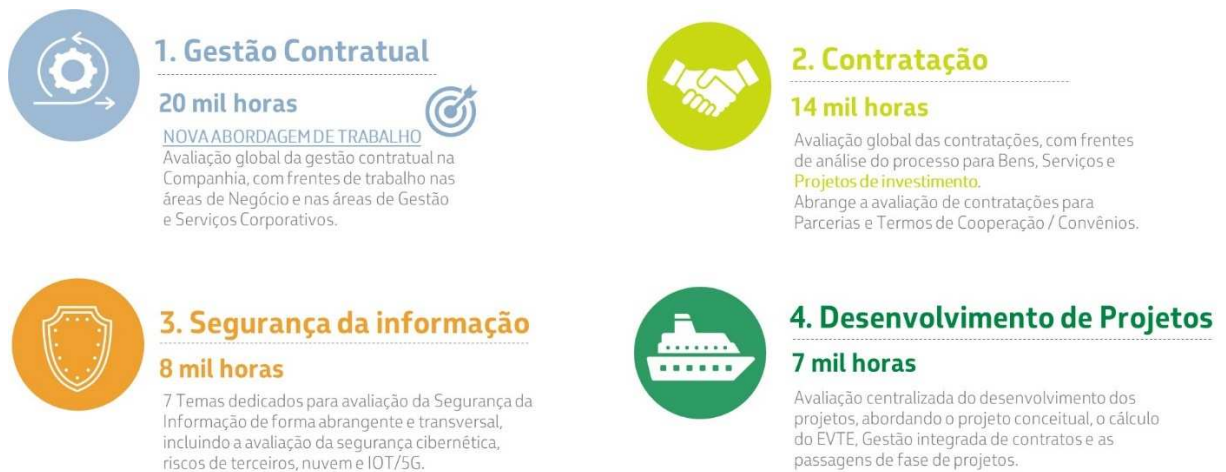 1. Gestão Contratual
20 mil horas
NOVA ABORDAGEM DE TRABALHO
Avaliação global da gestão contratual na
Companhia, com frentes de trabalho nas
áreas de Negócio e nas áreas de Gestão
e Serviços Corporativos.
2. Contratação
14 mil horas
Avaliação global das contratações, com frentes
de análise do processo para Bens, Serviços e
Projetos de investimento.
Abrange a avaliação de contratações para
Parcerias e Termos de Cooperação / Convênios.
3. Segurança da informação
8 mil horas
7 Temas dedicados para avaliação da Segurança da
Informação de forma abrangente e transversal,
incluindo a avaliação da segurança cibernética,
riscos de terceiros, nuvem e IOT/5G.
4. Desenvolvimento de Projetos
7 mil horas
Avaliação centralizada do desenvolvimento dos
projetos, abordando o projeto conceitual, o cálculo
do EVTE, Gestão integrada de contratos e as
passagens de fase de projetos.